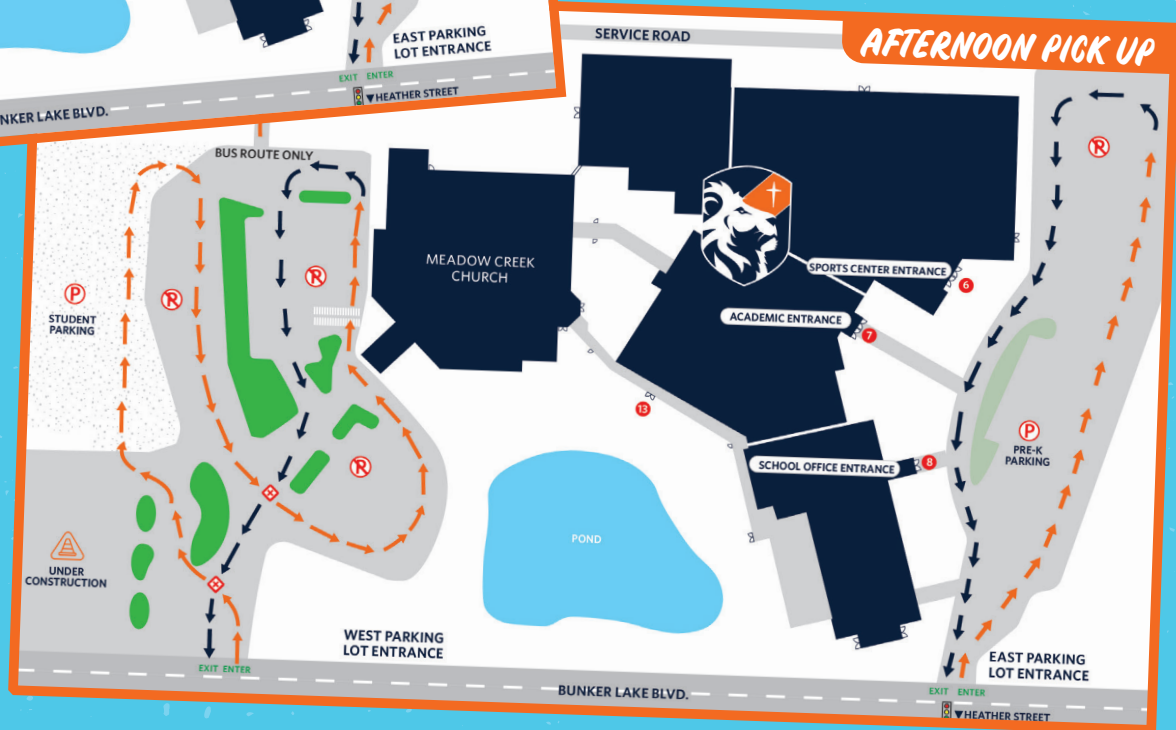 EAST PARKING
LOT ENTRANCE
EXIT ENTER
▼HEATHER STREET
NKER LAKE BLVD.
AFTERNOON PICK UP
SERVICE ROAD
BUS ROUTE ONLY
MEADOW CREEK
CHURCH
SPORTS CENTER ENTRANCE
6
ACADEMIC ENTRANCE
7
P
STUDENT
PARKING
P
P
P
P
13
P
PRE-K
PARKING
SCHOOL OFFICE ENTRANCE
8
POND
UNDER
CONSTRUCTION
WEST PARKING
LOT ENTRANCE
EXIT ENTER
EAST PARKING
LOT ENTRANCE
BUNKER LAKE BLVD.
EXIT ENTER
▼HEATHER STREET